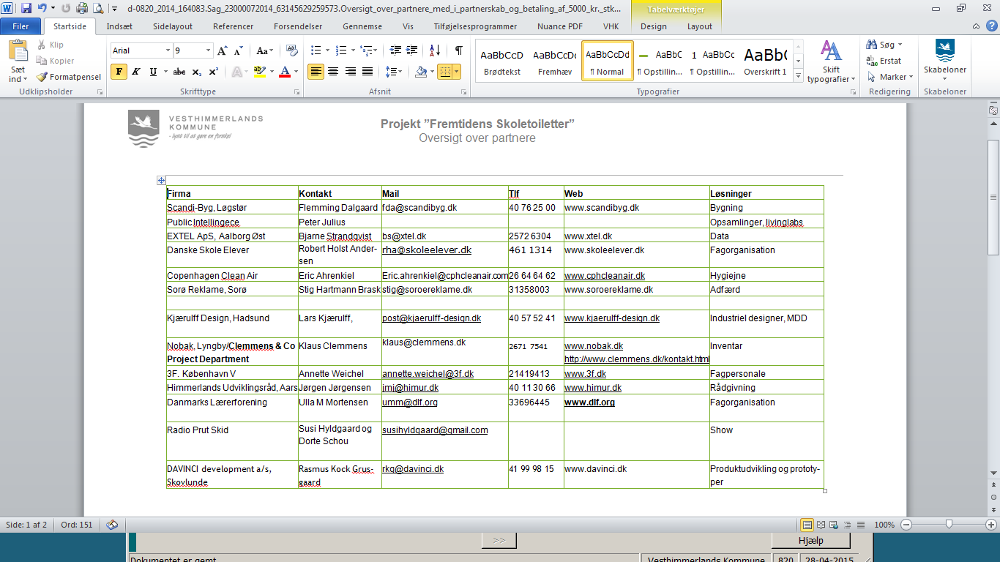 d-0820_2014_164083.Sag_23000072014_63145629259573.Oversigt_over_partnere_med_i_partnerskab_og_betaling_af_5000_kr._stk...
Tabelværktøjer
Filer Startside Indsæt Sidelayout Referencer Forsendelser Gennemse Vis Tilføjelsesprogrammer Nuance PDF VHK Design Layout
Sæt ind
Klip
Kopier
Formatpensel
Udklipsholder
Arial 9
F K U abc x₂ x²
Skrifttype
Afsnit
AaBbCcD AaBbCcDc AaBbCcDd AaBbC 1 AaBbCc AaBbC
Brødtekst Fremhæv ¶ Normal ¶ Opstillin... ¶ Opstillin... Overskrift 1
Typografier
Skift typografier
Søg
Erstat
Marker
Redigering
Skabeloner
Skabeloner
VESTHIMMERLANDS
KOMMUNE
- lyst til at gøre en forskel
Projekt ”Fremtidens Skoletoiletter”
Oversigt over partnere
Firma Kontakt Mail Tlf Web Løsninger
Scandi-Byg, Løgstør Flemming Dalgaard fda@scandibyg.dk 40 76 25 00 www.scandibyg.dk Bygning
Public Intellingece Peter Julius Opsamlinger, livinglabs
EXTEL ApS, Aalborg Øst Bjarne Strandqvist bs@xtel.dk 2572 6304 www.xtel.dk Data
Danske Skole Elever Robert Holst Ander- rha@skoleelever.dk 461 1314 www.skoleelever.dk Fagorganisation
sen
Copenhagen Clean Air Eric Ahrenkiel Eric.ahrenkiel@cphcleanair.com 26 64 64 62 www.cphcleanair.dk Hygiejne
Sorø Reklame, Sorø Stig Hartmann Brask stig@soroereklame.dk 31358003 www.soroereklame.dk Adfærd
Kjærulff Design, Hadsund Lars Kjærulff, post@kjaerulff-design.dk 40 57 52 41 www.kjaerulff-design.dk Industriel designer, MDD
Nobak, Lyngby/Clemmens & Co Klaus Clemmens klaus@clemmens.dk 2671 7541 www.nobak.dk Inventar
Project Department http://www.clemmens.dk/kontakt.html
3F. København V Annette Weichel annette.weichel@3f.dk 21419413 www.3f.dk Fagpersonale
Himmerlands Udviklingsråd, Aars Jørgen Jørgensen jmj@himur.dk 40 11 30 66 www.himur.dk Rådgivning
Danmarks Lærerforening Ulla M Mortensen umm@dlf.org 33696445 www.dlf.org Fagorganisation
Radio Prut Skid Susi Hyldgaard og susihyldgaard@gmail.com Show
Dorte Schou
DAVINCI development a/s, Rasmus Kock Grus- rkg@davinci.dk 41 99 98 15 www.davinci.dk Produktudvikling og prototy-
Skovlunde gaard per
Side: 1 af 2 Ord: 151 100%
>> Hjælp
Dokumentet er gemt Vesthimmerlands Kommune 820 28-04-2015